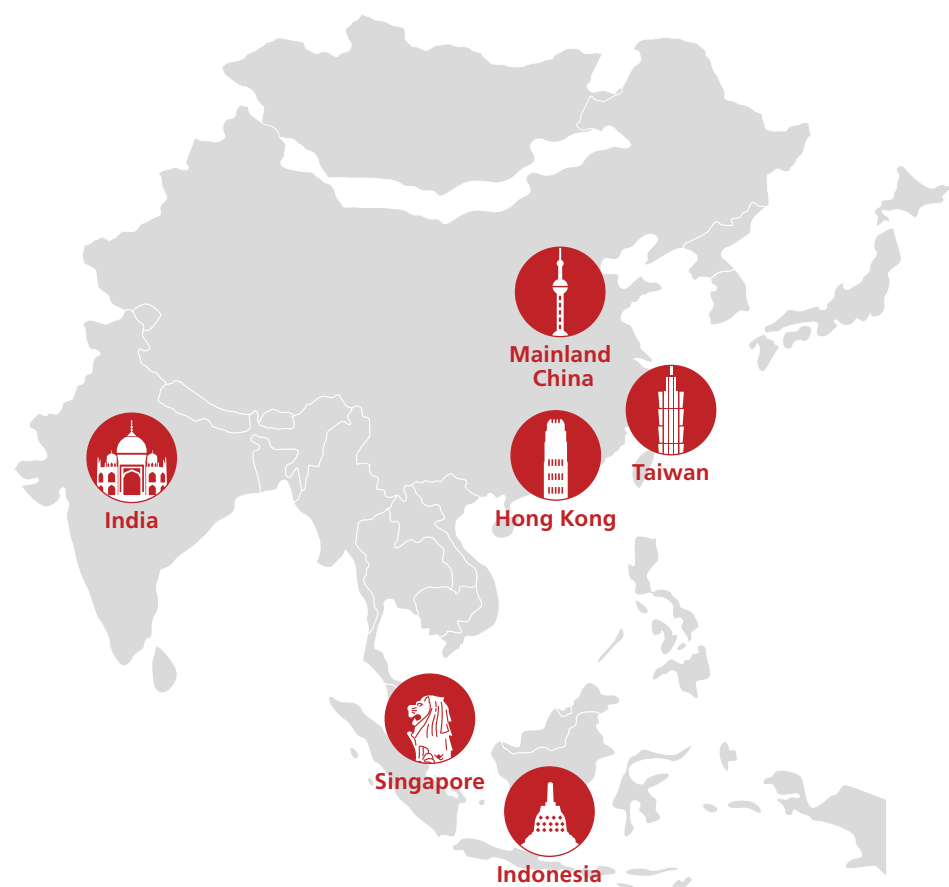 Mainland
China
Taiwan
India
Hong Kong
Singapore
Indonesia